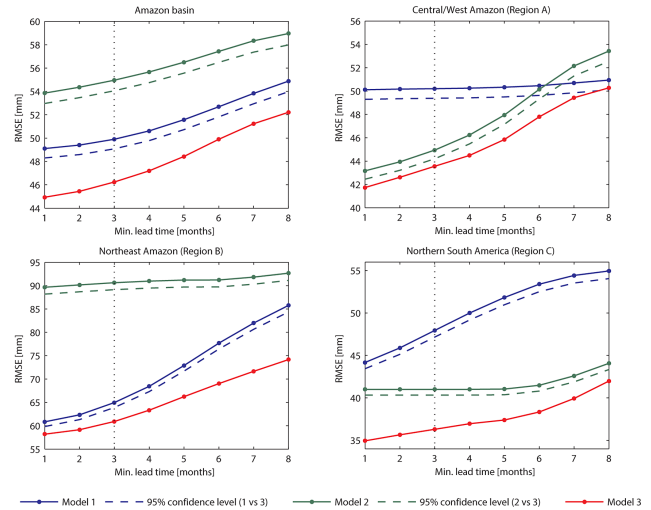 Amazon basin
RMSE [mm]
60
58
56
54
52
50
48
46
44
1 2 3 4 5 6 7 8
Min. lead time [months]
Central/West Amazon (Region A)
RMSE [mm]
56
54
52
50
48
46
44
42
40
1 2 3 4 5 6 7 8
Min. lead time [months]
Northeast Amazon (Region B)
RMSE [mm]
95
90
85
80
75
70
65
60
55
1 2 3 4 5 6 7 8
Min. lead time [months]
Northern South America (Region C)
RMSE [mm]
55
50
45
40
35
1 2 3 4 5 6 7 8
Min. lead time [months]
Model 1 95% confidence level (1 vs 3) Model 2 95% confidence level (2 vs 3) Model 3